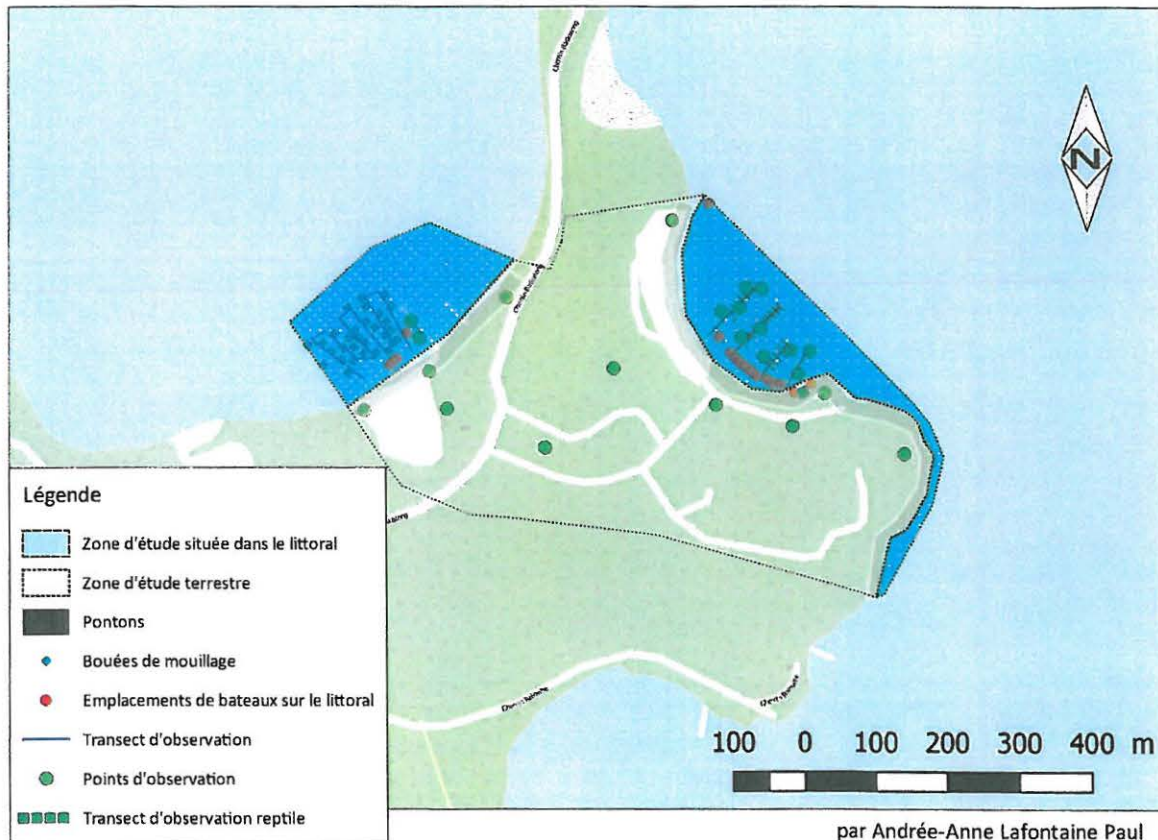 N
Légende
Zone d'étude située dans le littoral
Zone d'étude terrestre
Pontons
Bouées de mouillage
Emplacements de bateaux sur le littoral
Transect d'observation
Points d'observation
Transect d'observation reptile
100 0 100 200 300 400 m
par Andrée-Anne Lafontaine Paul